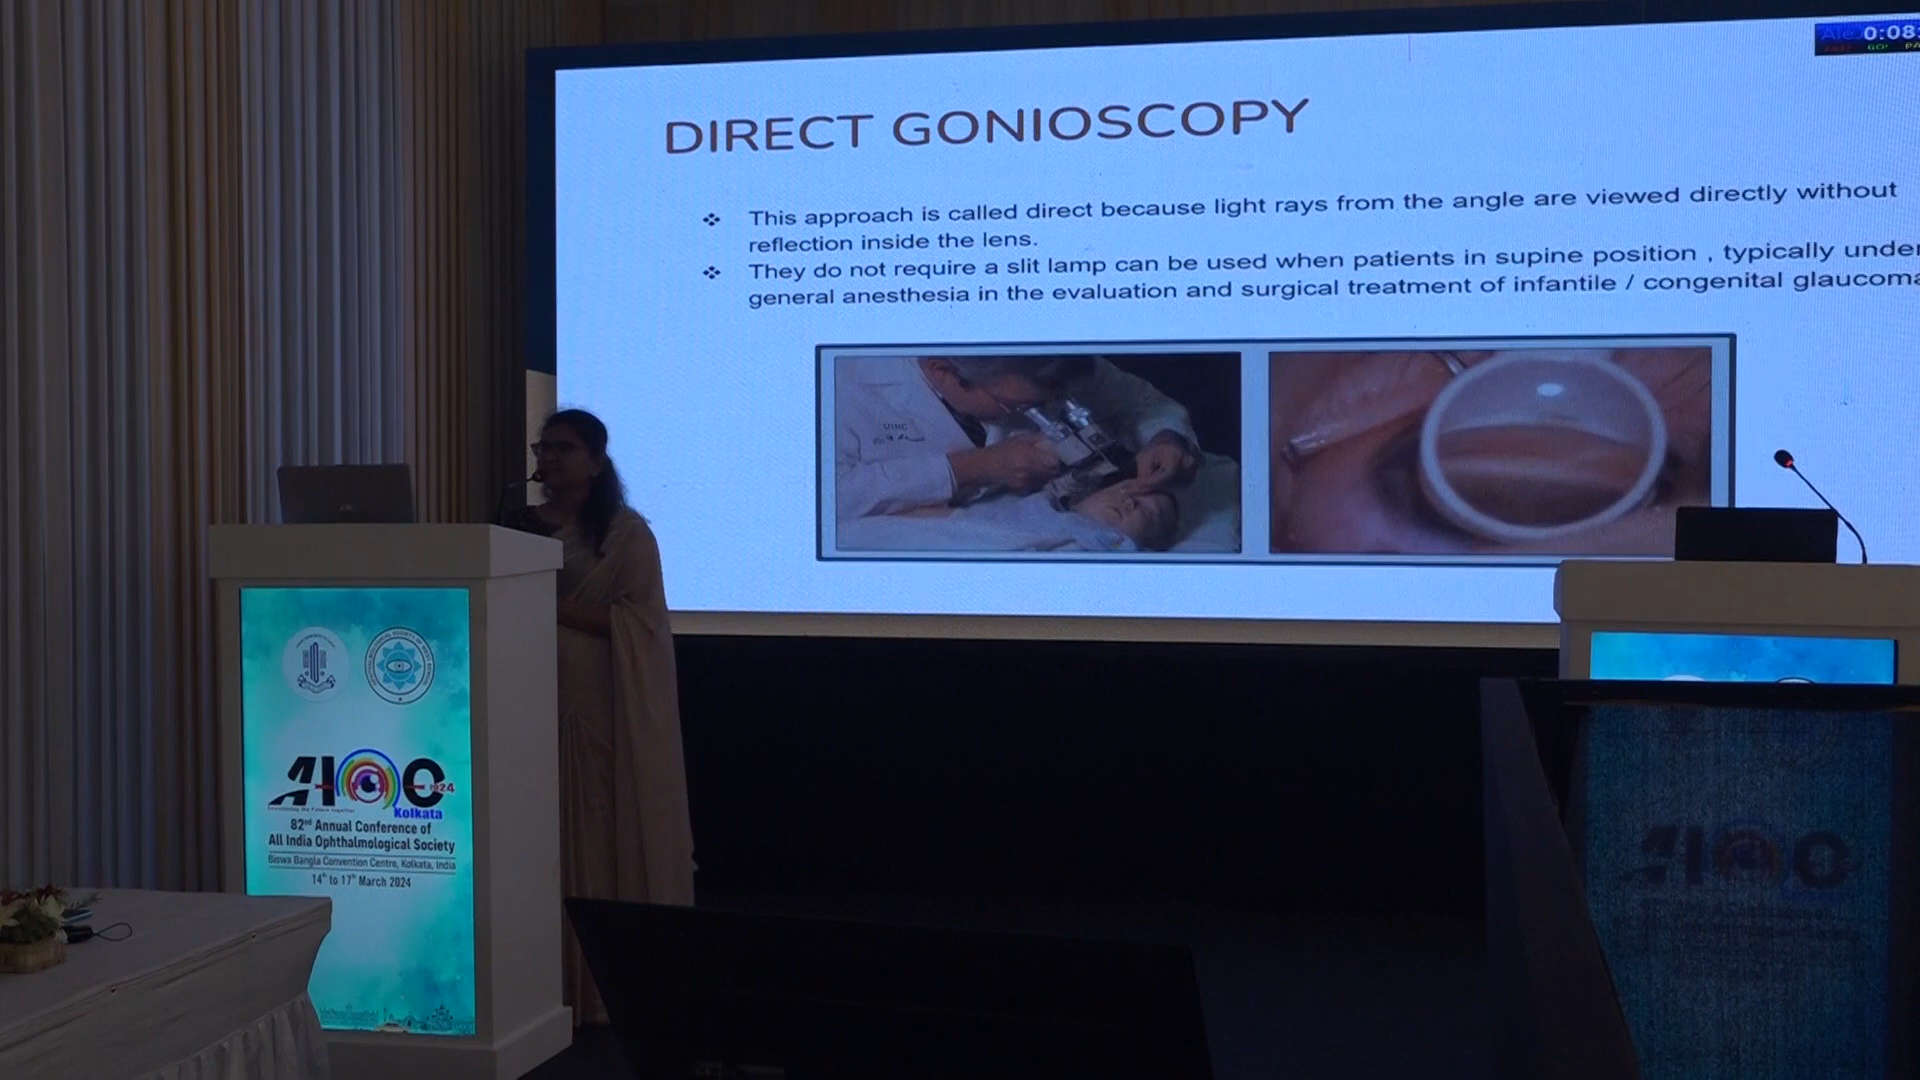 0:08:
DIRECT GONIOSCOPY
❖ This approach is called direct because light rays from the angle are viewed directly without
reflection inside the lens.
❖ They do not require a slit lamp can be used when patients in supine position , typically under
general anesthesia in the evaluation and surgical treatment of infantile / congenital glaucoma
AIOC
2024
Kolkata
82nd Annual Conference of
All India Ophthalmological Society
Biswa Bangla Convention Centre, Kolkata, India
14th to 17th March 2024
AIOC